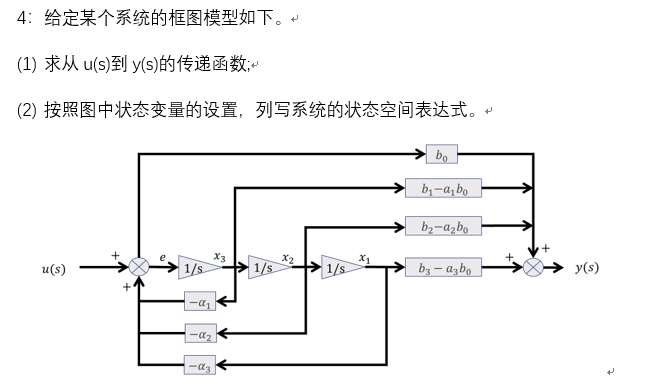 4：给定某个系统的框图模型如下。
(1) 求从 u(s)到 y(s)的传递函数;
(2) 按照图中状态变量的设置，列写系统的状态空间表达式。
b₀
b₁−a₁b₀
b₂−a₂b₀
u(s) + e 1/s x₃ 1/s x₂ 1/s x₁ b₃ − a₃b₀ + + y(s)
+
−α₁
−α₂
−α₃